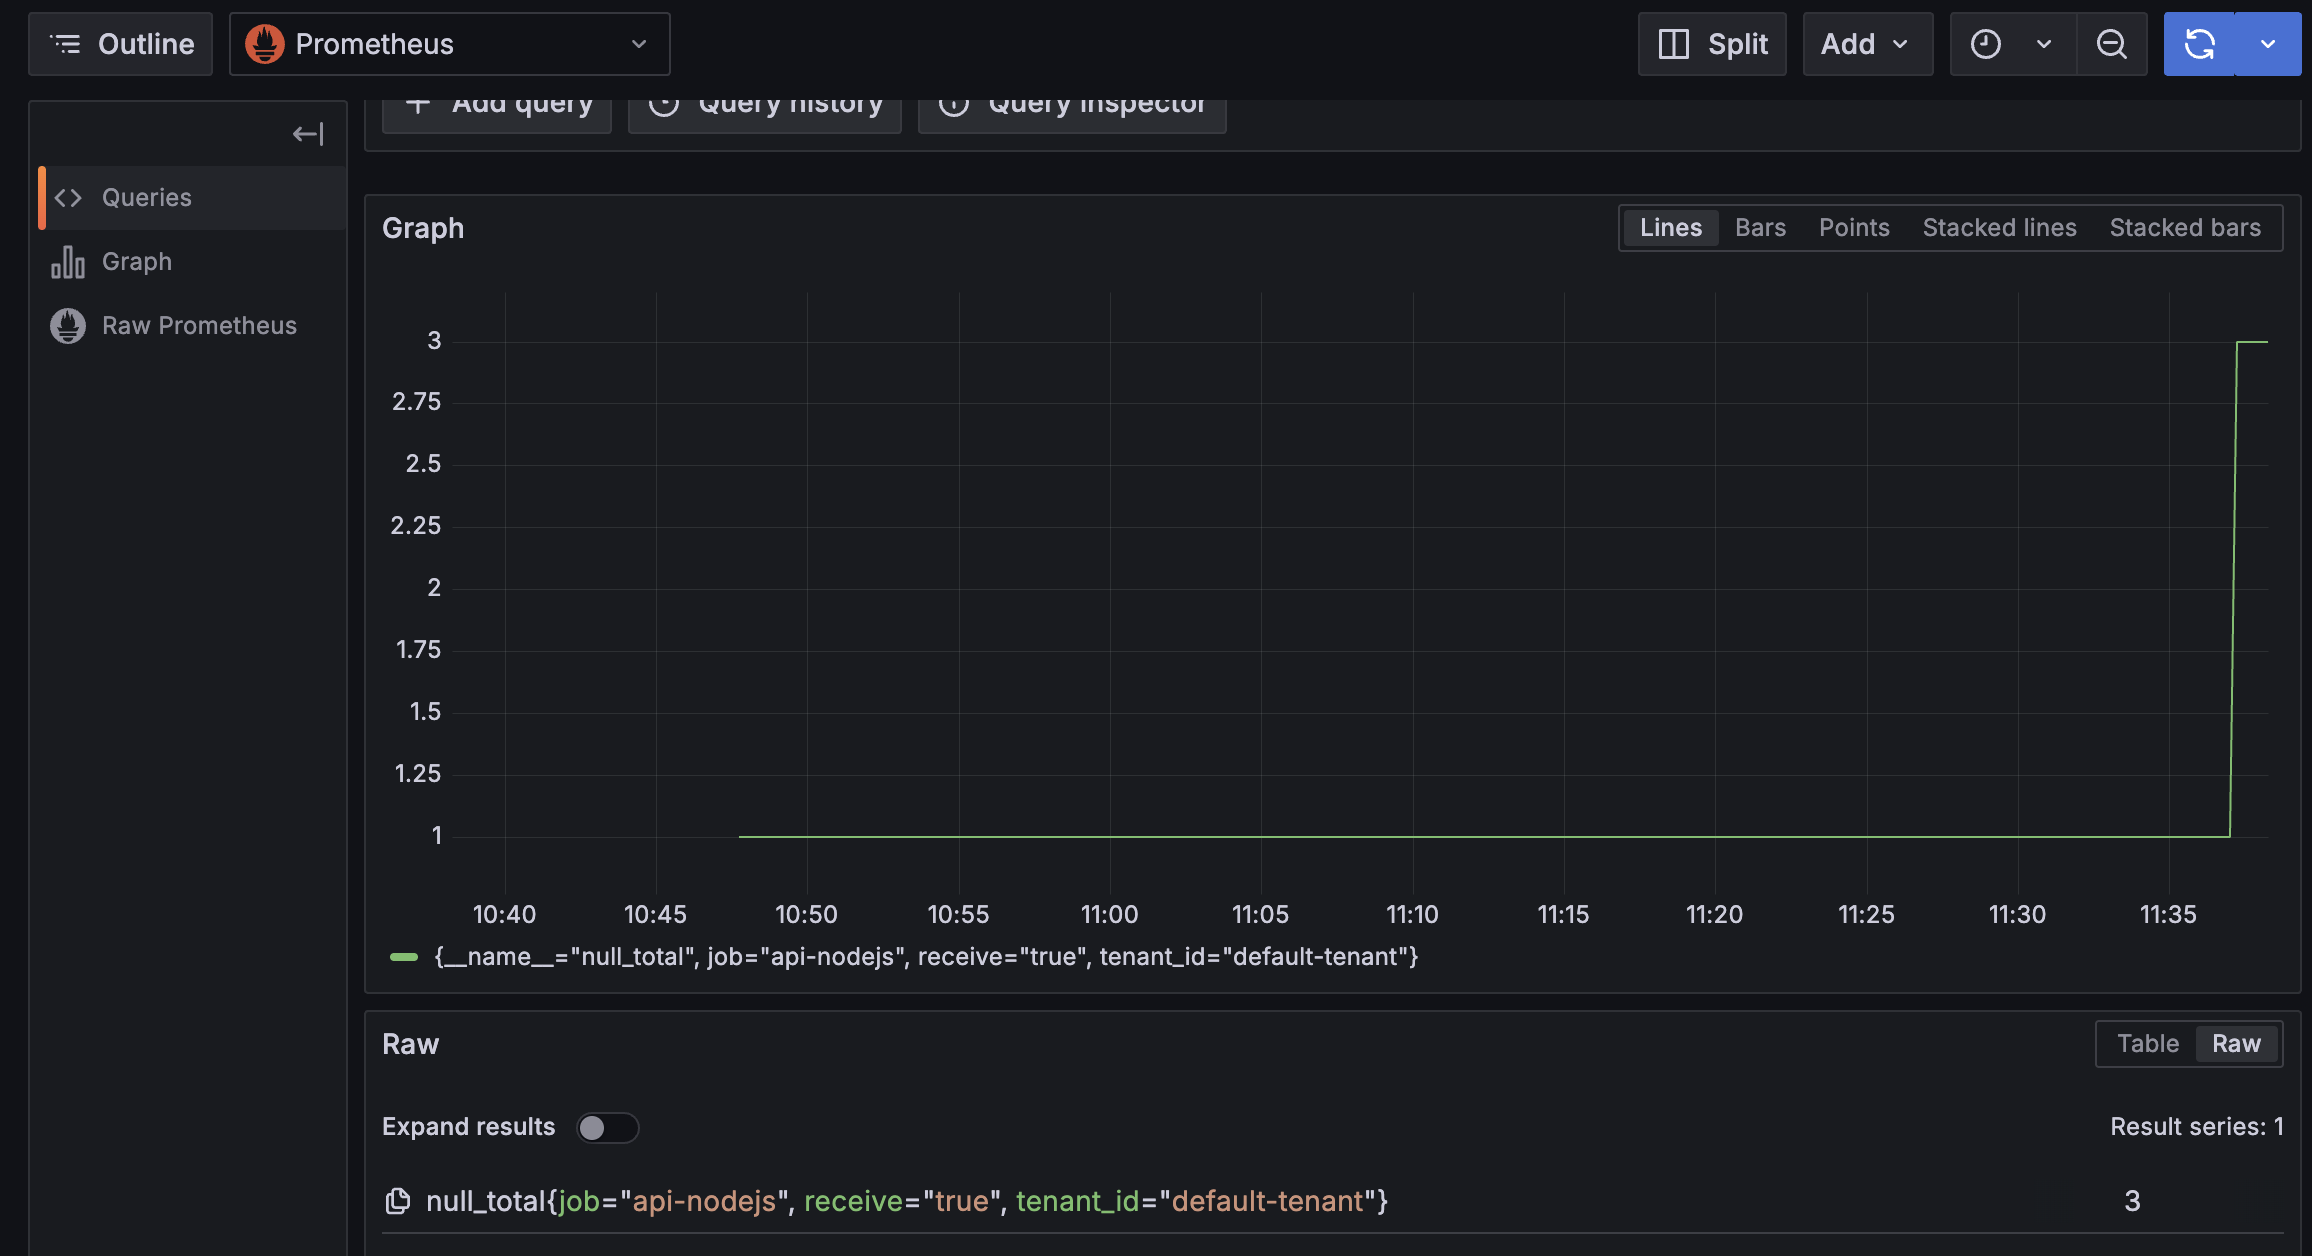 Outline
Prometheus
Split
Add
Add query
Query history
Query inspector
Queries
Graph
Raw Prometheus
Graph
Lines
Bars
Points
Stacked lines
Stacked bars
3
2.75
2.5
2.25
2
1.75
1.5
1.25
1
10:40
10:45
10:50
10:55
11:00
11:05
11:10
11:15
11:20
11:25
11:30
11:35
{__name__="null_total", job="api-nodejs", receive="true", tenant_id="default-tenant"}
Raw
Table
Raw
Expand results
Result series: 1
null_total{job="api-nodejs", receive="true", tenant_id="default-tenant"}
3